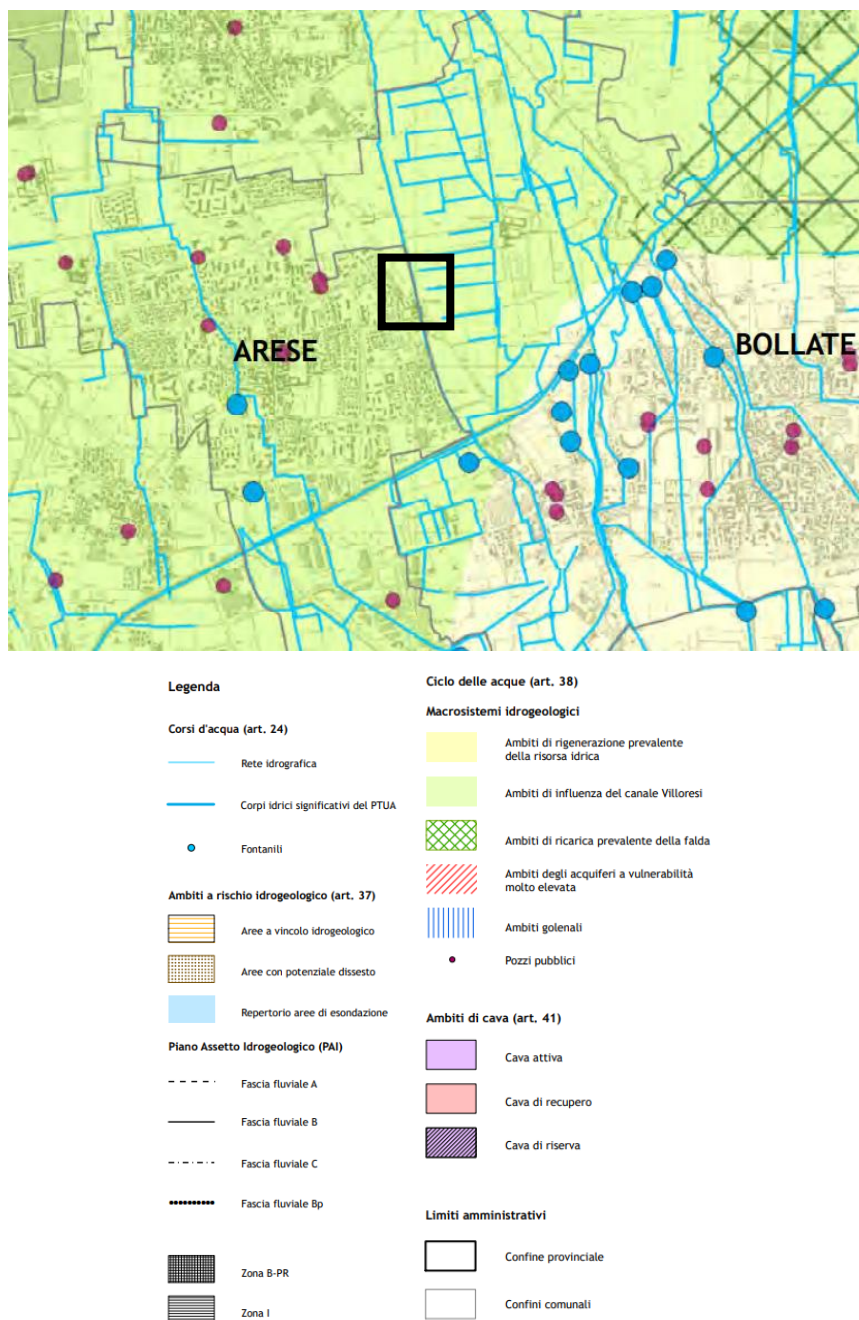 ARESE
BOLLATE
Legenda
Corsi d'acqua (art. 24)
Rete idrografica
Corpi idrici significativi del PTUA
Fontanili
Ambiti a rischio idrogeologico (art. 37)
Aree a vincolo idrogeologico
Aree con potenziale dissesto
Repertorio aree di esondazione
Piano Assetto Idrogeologico (PAI)
Fascia fluviale A
Fascia fluviale B
Fascia fluviale C
Fascia fluviale Bp
Zona B-PR
Zona I
Ciclo delle acque (art. 38)
Macrosistemi idrogeologici
Ambiti di rigenerazione prevalente
della risorsa idrica
Ambiti di influenza del canale Villoresi
Ambiti di ricarica prevalente della falda
Ambiti degli acquiferi a vulnerabilità
molto elevata
Ambiti golenali
Pozzi pubblici
Ambiti di cava (art. 41)
Cava attiva
Cava di recupero
Cava di riserva
Limiti amministrativi
Confine provinciale
Confini comunali